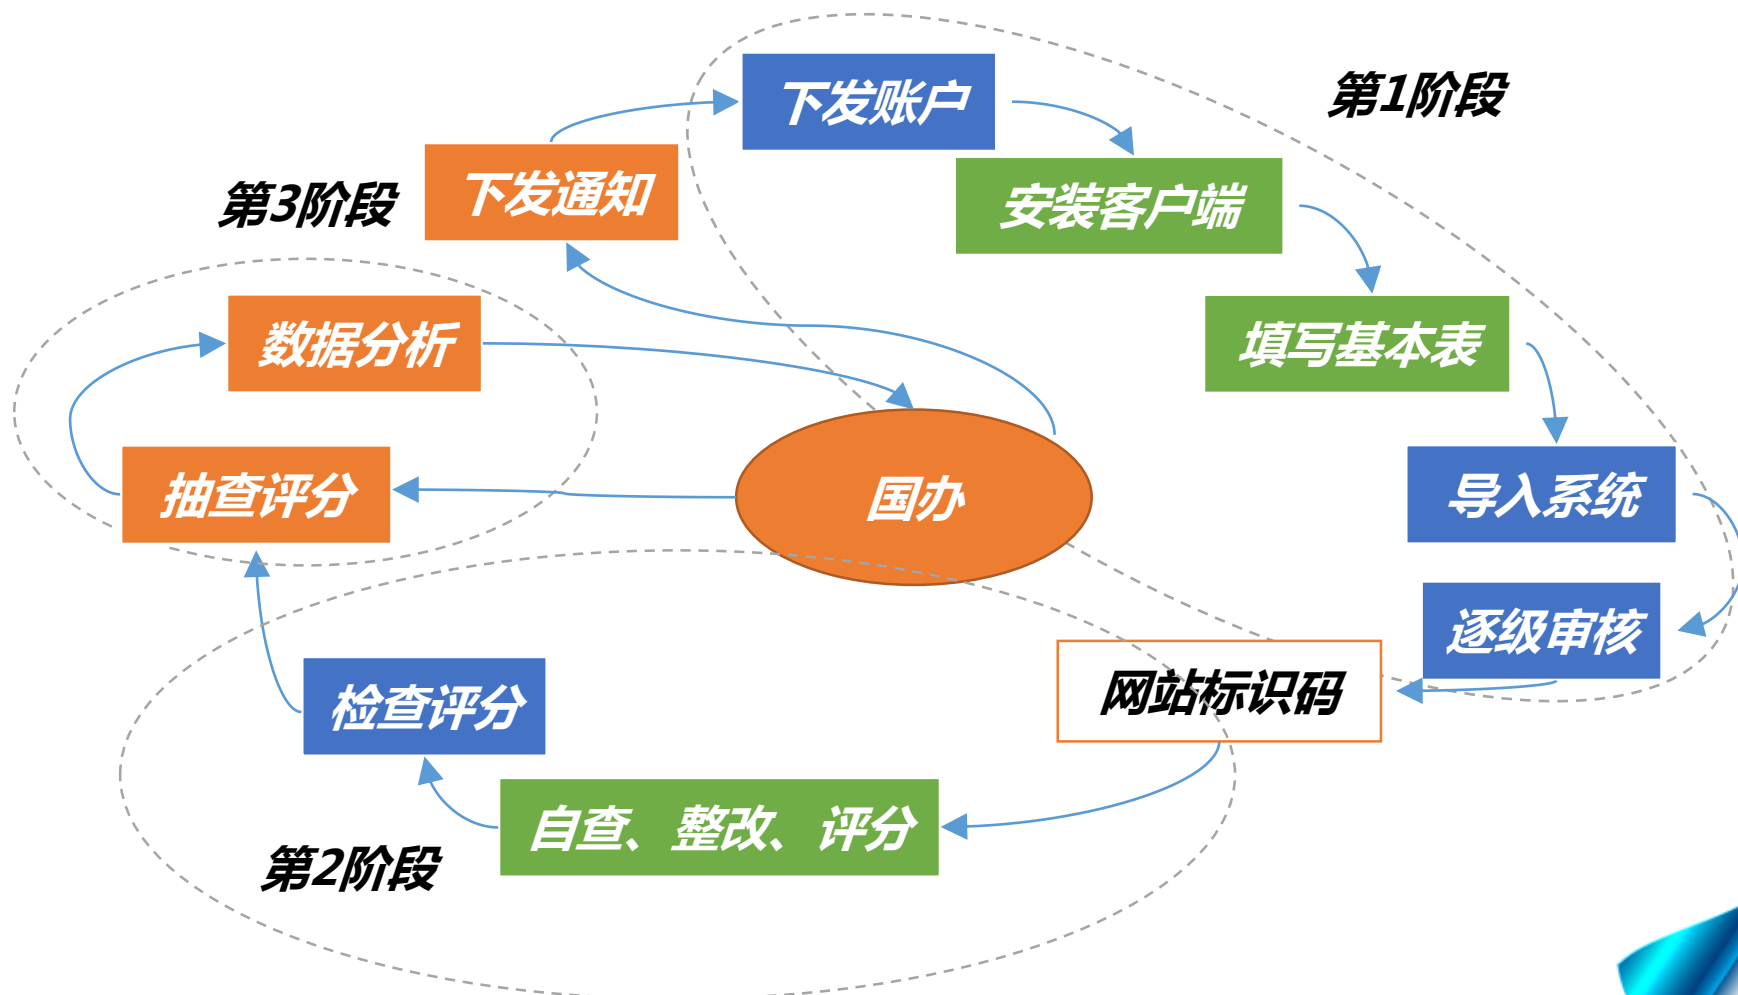 下发账户
第1阶段
下发通知
第3阶段
安装客户端
数据分析
填写基本表
抽查评分
国办
导入系统
逐级审核
网站标识码
检查评分
自查、整改、评分
第2阶段